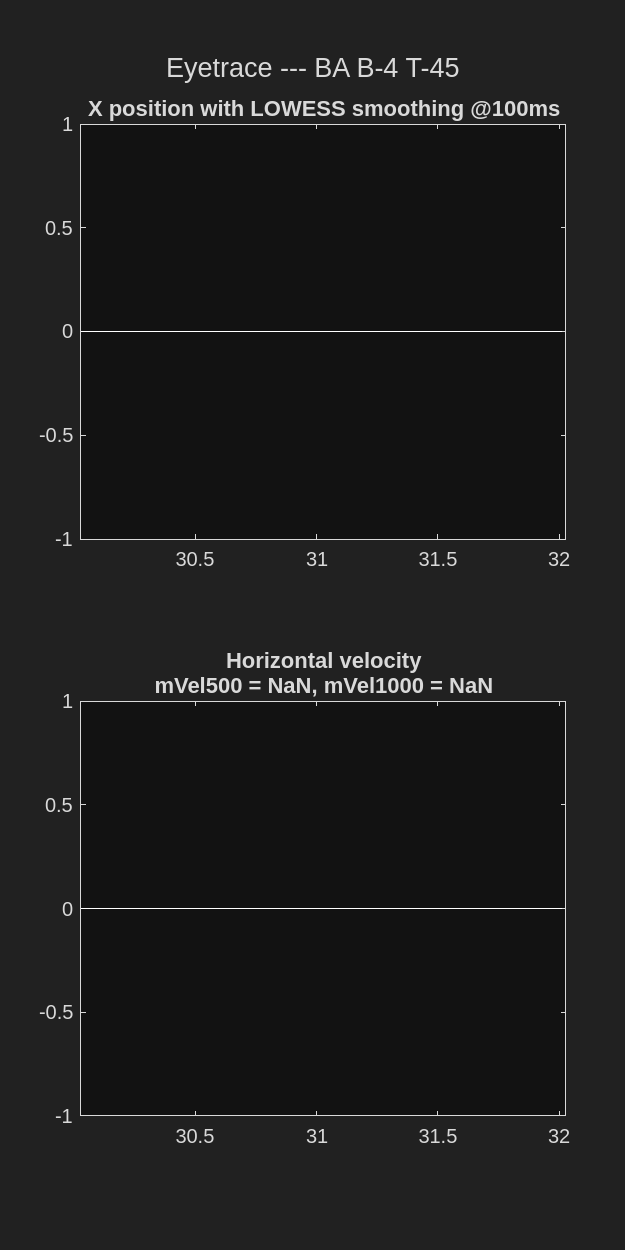 Eyetrace --- BA B-4 T-45
X position with LOWESS smoothing @100ms
1
0.5
0
-0.5
-1
30.5 31 31.5 32
Horizontal velocity
mVel500 = NaN, mVel1000 = NaN
1
0.5
0
-0.5
-1
30.5 31 31.5 32